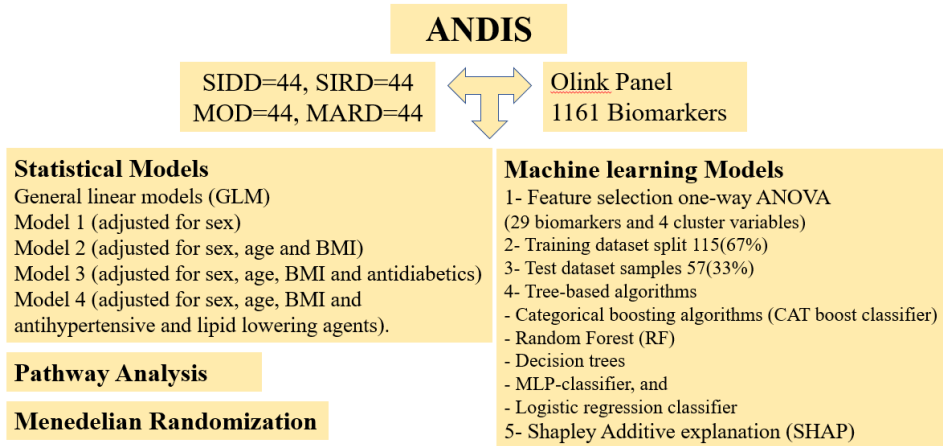 ANDIS
SIDD=44, SIRD=44
MOD=44, MARD=44
Olink Panel
1161 Biomarkers
Statistical Models
General linear models (GLM)
Model 1 (adjusted for sex)
Model 2 (adjusted for sex, age and BMI)
Model 3 (adjusted for sex, age, BMI and antidiabetics)
Model 4 (adjusted for sex, age, BMI and
antihypertensive and lipid lowering agents).
Pathway Analysis
Menedelian Randomization
Machine learning Models
1- Feature selection one-way ANOVA
(29 biomarkers and 4 cluster variables)
2- Training dataset split 115(67%)
3- Test dataset samples 57(33%)
4- Tree-based algorithms
- Categorical boosting algorithms (CAT boost classifier)
- Random Forest (RF)
- Decision trees
- MLP-classifier, and
- Logistic regression classifier
5- Shapley Additive explanation (SHAP)